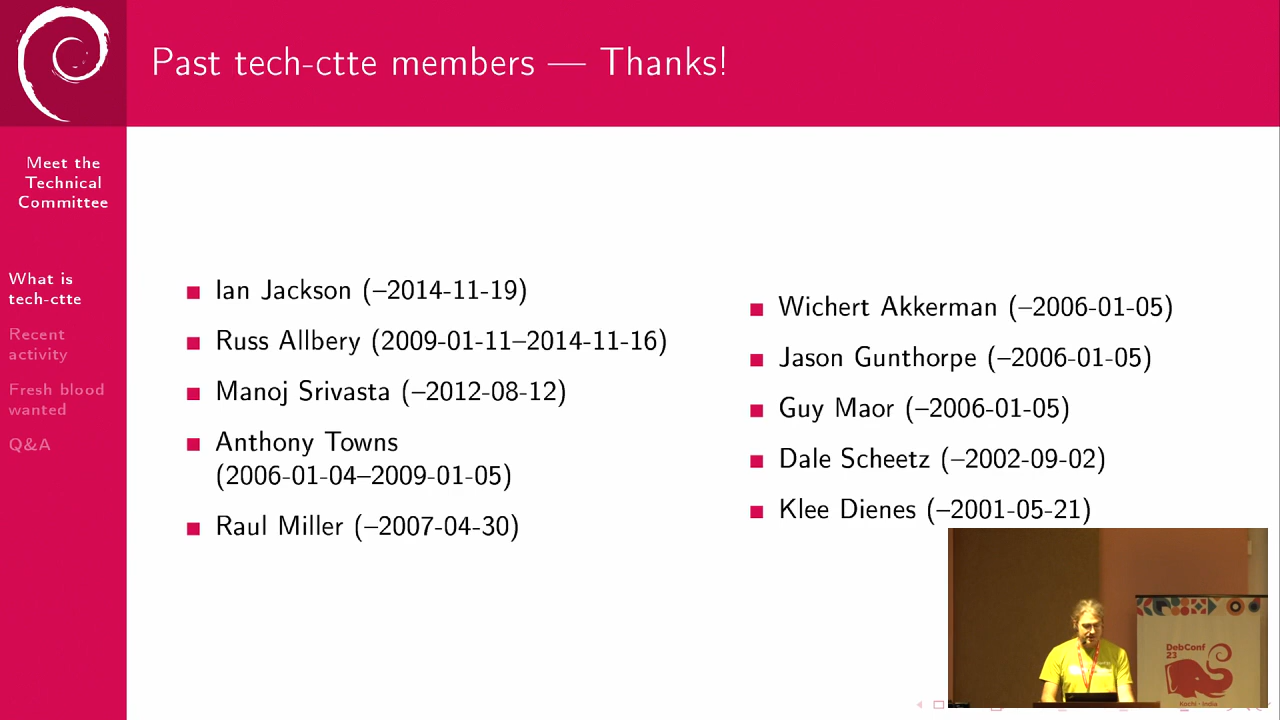 Past tech-ctte members — Thanks!
Meet the
Technical
Committee
What is
tech-ctte
Recent
activity
Fresh blood
wanted
Q&A
Ian Jackson (–2014-11-19)
Russ Allbery (2009-01-11–2014-11-16)
Manoj Srivasta (–2012-08-12)
Anthony Towns
(2006-01-04–2009-01-05)
Raul Miller (–2007-04-30)
Wichert Akkerman (–2006-01-05)
Jason Gunthorpe (–2006-01-05)
Guy Maor (–2006-01-05)
Dale Scheetz (–2002-09-02)
Klee Dienes (–2001-05-21)
DebConf
23
Kochi - India